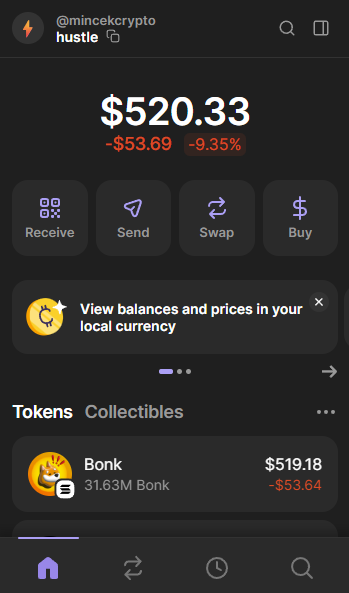 @mincekcrypto
hustle
$520.33
-$53.69 -9.35%
Receive Send Swap Buy
View balances and prices in your
local currency
Tokens Collectibles
Bonk $519.18
31.63M Bonk -$53.64